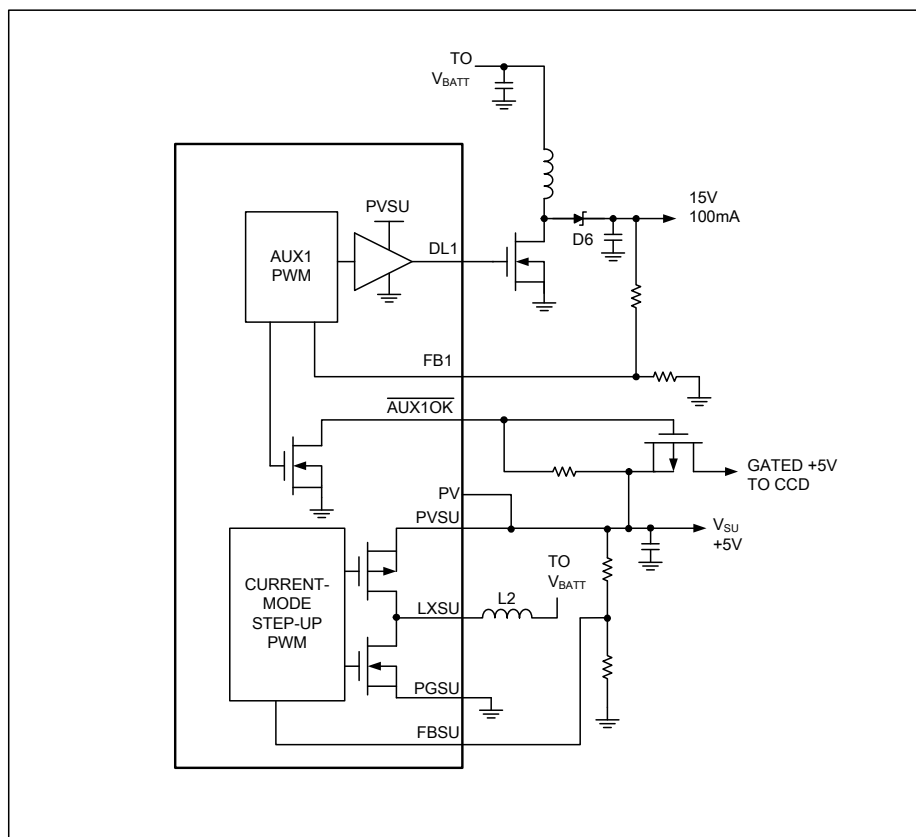 TO
VBATT
PVSU
AUX1
PWM
DL1
D6
15V
100mA
FB1
AUX1OK
GATED +5V
TO CCD
PV
PVSU
VSU
+5V
CURRENT-
MODE
STEP-UP
PWM
LXSU
L2
TO
VBATT
PGSU
FBSU